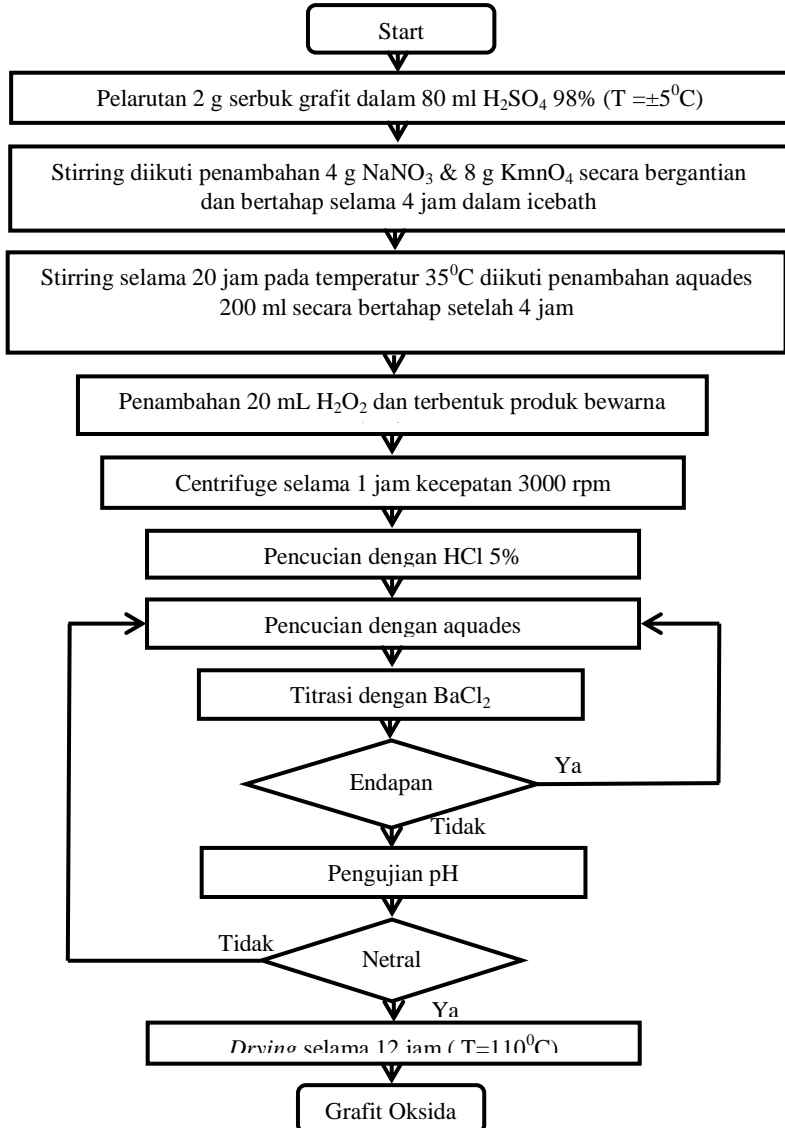 Start
Pelarutan 2 g serbuk grafit dalam 80 ml H₂SO₄ 98% (T =±5⁰C)
Stirring diikuti penambahan 4 g NaNO₃ & 8 g KmnO₄ secara bergantian
dan bertahap selama 4 jam dalam icebath
Stirring selama 20 jam pada temperatur 35⁰C diikuti penambahan aquades
200 ml secara bertahap setelah 4 jam
Penambahan 20 mL H₂O₂ dan terbentuk produk bewarna
Centrifuge selama 1 jam kecepatan 3000 rpm
Pencucian dengan HCl 5%
Pencucian dengan aquades
Titrasi dengan BaCl₂
Endapan
Ya
Tidak
Pengujian pH
Tidak
Netral
Ya
Drying selama 12 jam ( T=110⁰C)
Grafit Oksida